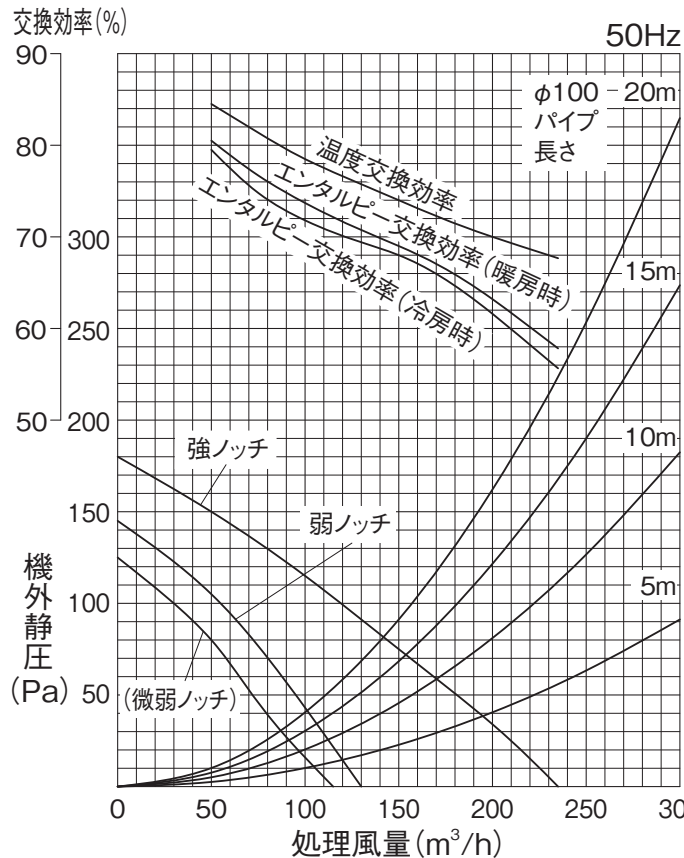 交換効率(%)
50Hz
90
80
70
60
50
300
250
200
150
100
50
φ100
パイプ
長さ
20m
15m
10m
5m
温度交換効率
エンタルピー交換効率(暖房時)
エンタルピー交換効率(冷房時)
強ノッチ
弱ノッチ
(微弱ノッチ)
機外静圧
(Pa)
0 50 100 150 200 250 30
処理風量(m³/h)